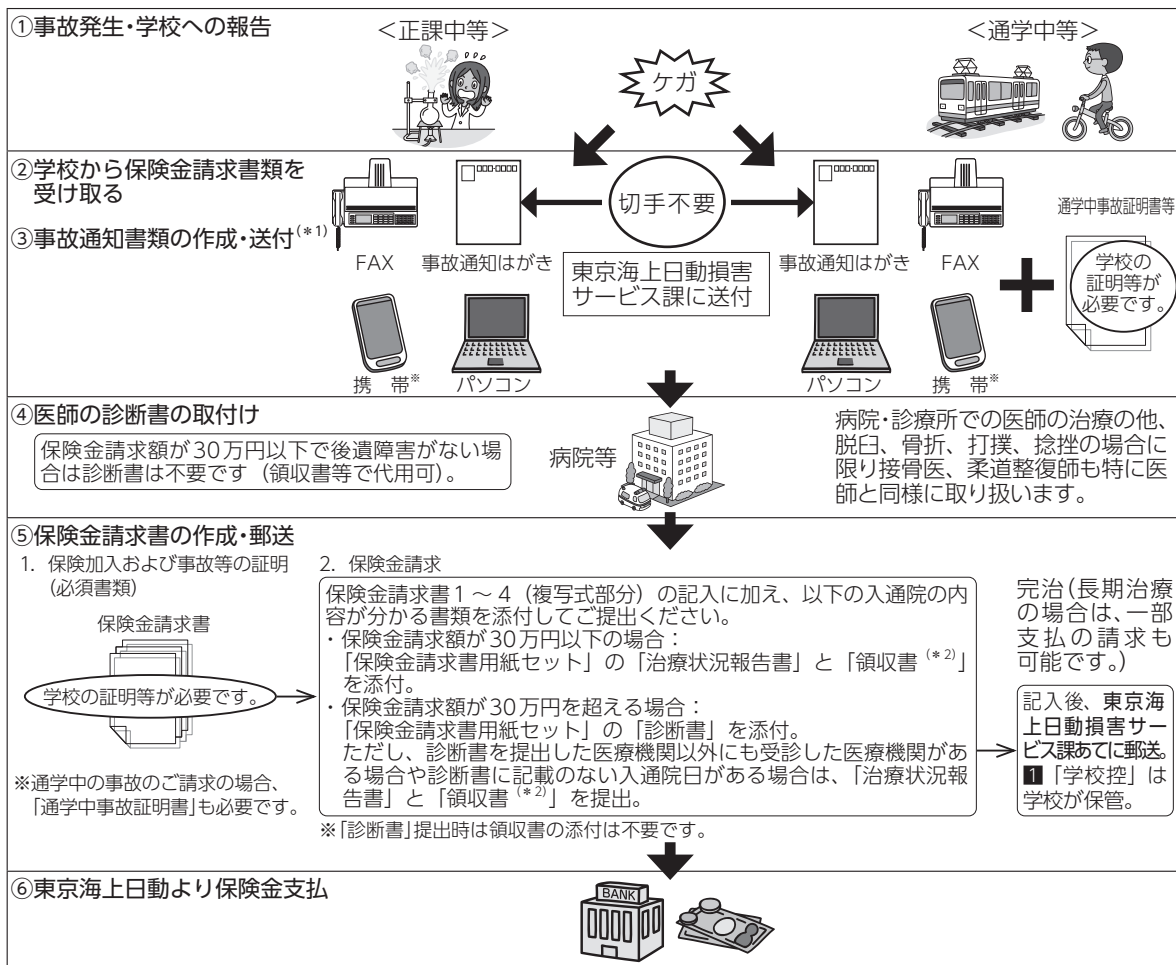 ①事故発生・学校への報告
＜正課中等＞
ケガ
＜通学中等＞
②学校から保険金請求書類を
受け取る
③事故通知書類の作成・送付(*1)
FAX
事故通知はがき
切手不要
東京海上日動損害
サービス課に送付
事故通知はがき
FAX
通学中事故証明書等
学校の
証明等が
必要です。
携 帯※
パソコン
パソコン
携 帯※
④医師の診断書の取付け
保険金請求額が30万円以下で後遺障害がない場
合は診断書は不要です（領収書等で代用可）。
病院等
病院・診療所での医師の治療の他、
脱臼、骨折、打撲、捻挫の場合に
限り接骨医、柔道整復師も特に医
師と同様に取り扱います。
⑤保険金請求書の作成・郵送
1. 保険加入および事故等の証明
(必須書類)
保険金請求書
学校の証明等が必要です。
※通学中の事故のご請求の場合、
「通学中事故証明書」も必要です。
2. 保険金請求
保険金請求書1～4（複写式部分）の記入に加え、以下の入通院の内
容が分かる書類を添付してご提出ください。
・保険金請求額が30万円以下の場合：
「保険金請求書用紙セット」の「治療状況報告書」と「領収書(*2)」
を添付。
・保険金請求額が30万円を超える場合：
「保険金請求書用紙セット」の「診断書」を添付。
ただし、診断書を提出した医療機関以外にも受診した医療機関があ
る場合や診断書に記載のない入通院日がある場合は、「治療状況報
告書」と「領収書(*2)」を提出。
※「診断書」提出時は領収書の添付は不要です。
完治(長期治療
の場合は、一部
支払の請求も
可能です。)
記入後、東京海
上日動損害サー
ビス課あてに郵送。
1「学校控」は
学校が保管。
⑥東京海上日動より保険金支払
BANK